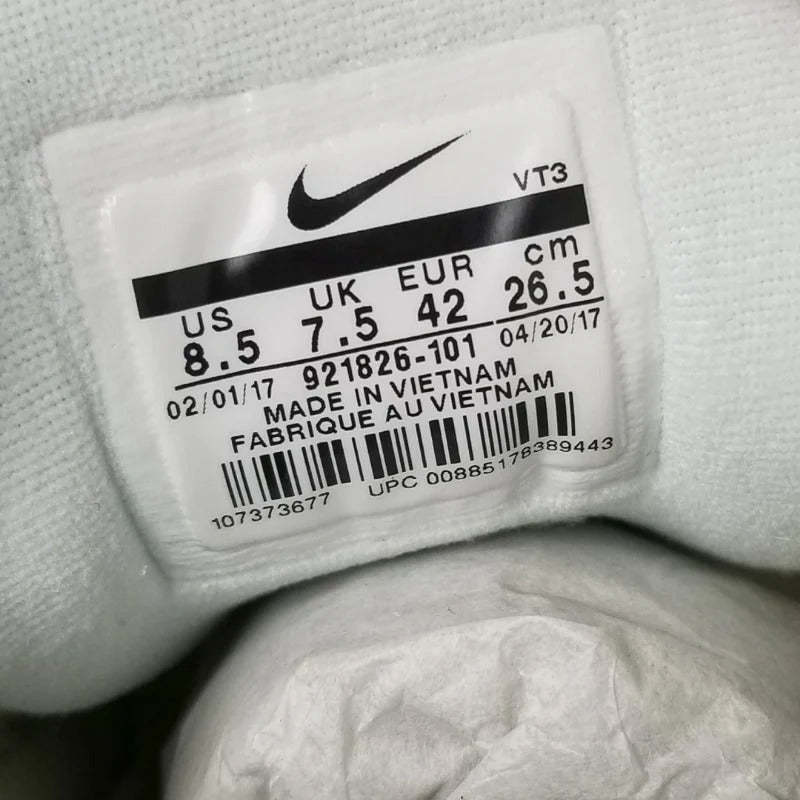 VT3
US UK EUR cm
8.5 7.5 42 26.5
02/01/17 921826-101 04/20/17
MADE IN VIETNAM
FABRIQUE AU VIETNAM
107373677 UPC 00885178389443